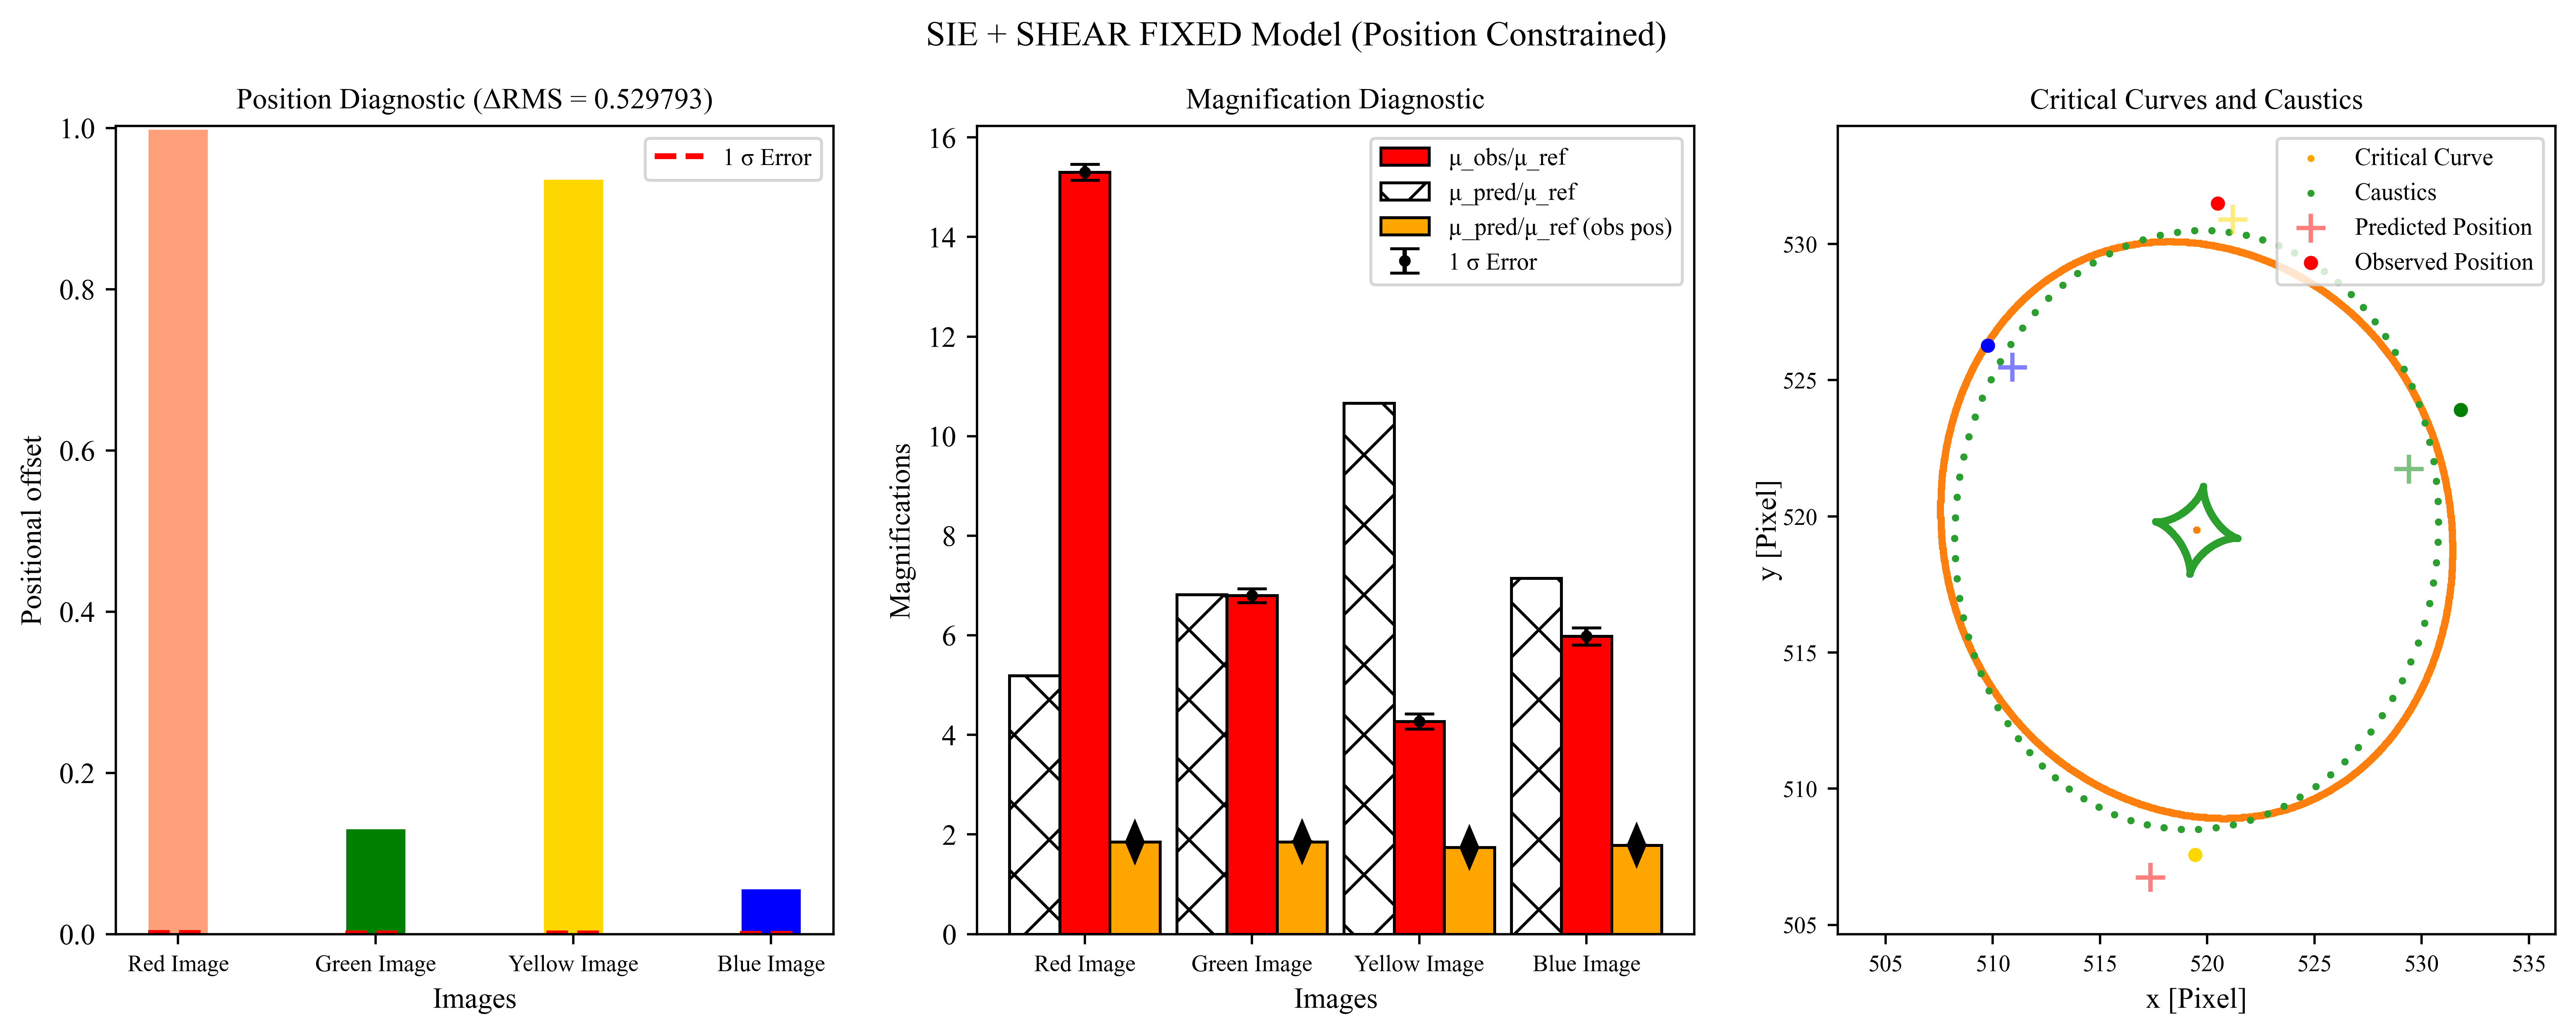 SIE + SHEAR FIXED Model (Position Constrained)
Position Diagnostic (ΔRMS = 0.529793)
1.0
0.8
0.6
0.4
0.2
0.0
Positional offset
1 σ Error
Red Image
Green Image
Yellow Image
Blue Image
Images
Magnification Diagnostic
16
14
12
10
8
6
4
2
0
Magnifications
μ_obs/μ_ref
μ_pred/μ_ref
μ_pred/μ_ref (obs pos)
1 σ Error
Red Image
Green Image
Yellow Image
Blue Image
Images
Critical Curves and Caustics
530
525
520
515
510
505
y [Pixel]
Critical Curve
Caustics
Predicted Position
Observed Position
505
510
515
520
525
530
535
x [Pixel]